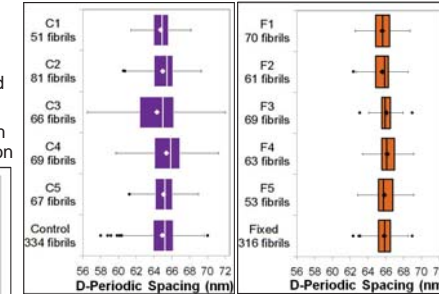 d
n
on
C1
51 fibrils
C2
81 fibrils
C3
66 fibrils
C4
69 fibrils
C5
67 fibrils
Control
334 fibrils
56 58 60 62 64 66 68 70 72
D-Periodic Spacing (nm)
F1
70 fibrils
F2
61 fibrils
F3
69 fibrils
F4
63 fibrils
F5
53 fibrils
Fixed
316 fibrils
56 58 60 62 64 66 68 70 7
D-Periodic Spacing (nm